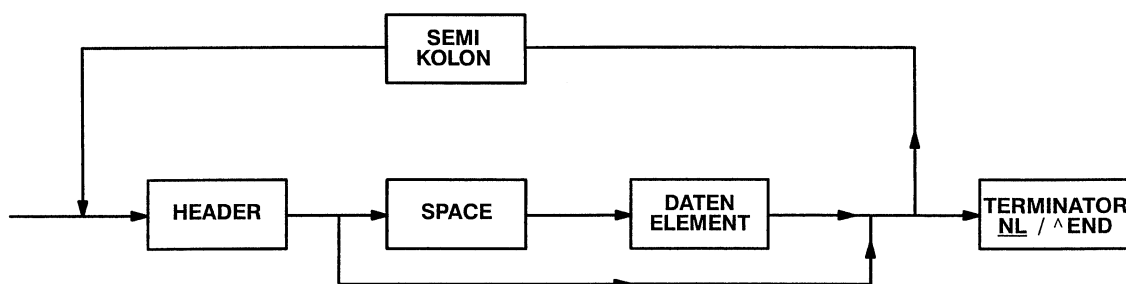 SEMI
KOLON
HEADER
SPACE
DATEN
ELEMENT
TERMINATOR
NL / ^END